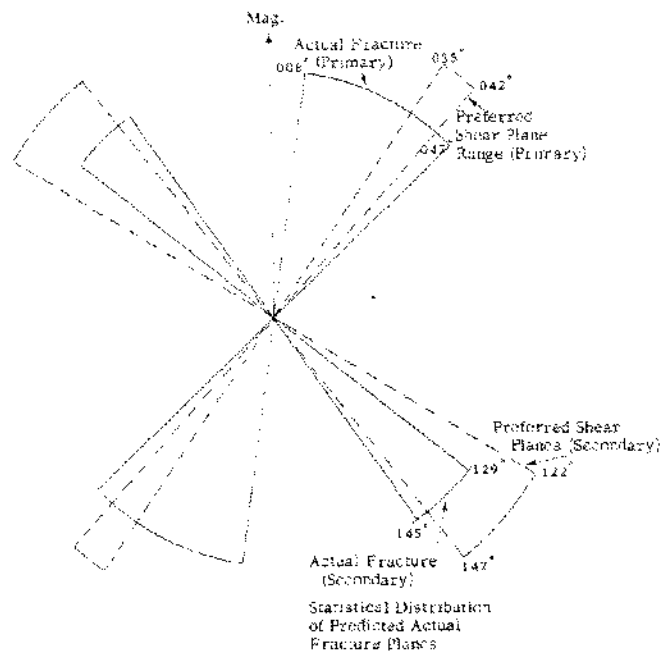 Mag.
Actual Fracture
(Primary)
008°
035°
042°
Preferred
Shear Plane
Range (Primary)
047
Preferred Shear
Planes (Secondary)
129°
122°
145°
147°
Actual Fracture
(Secondary)
Statistical Distribution
of Predicted Actual
Fracture Planes